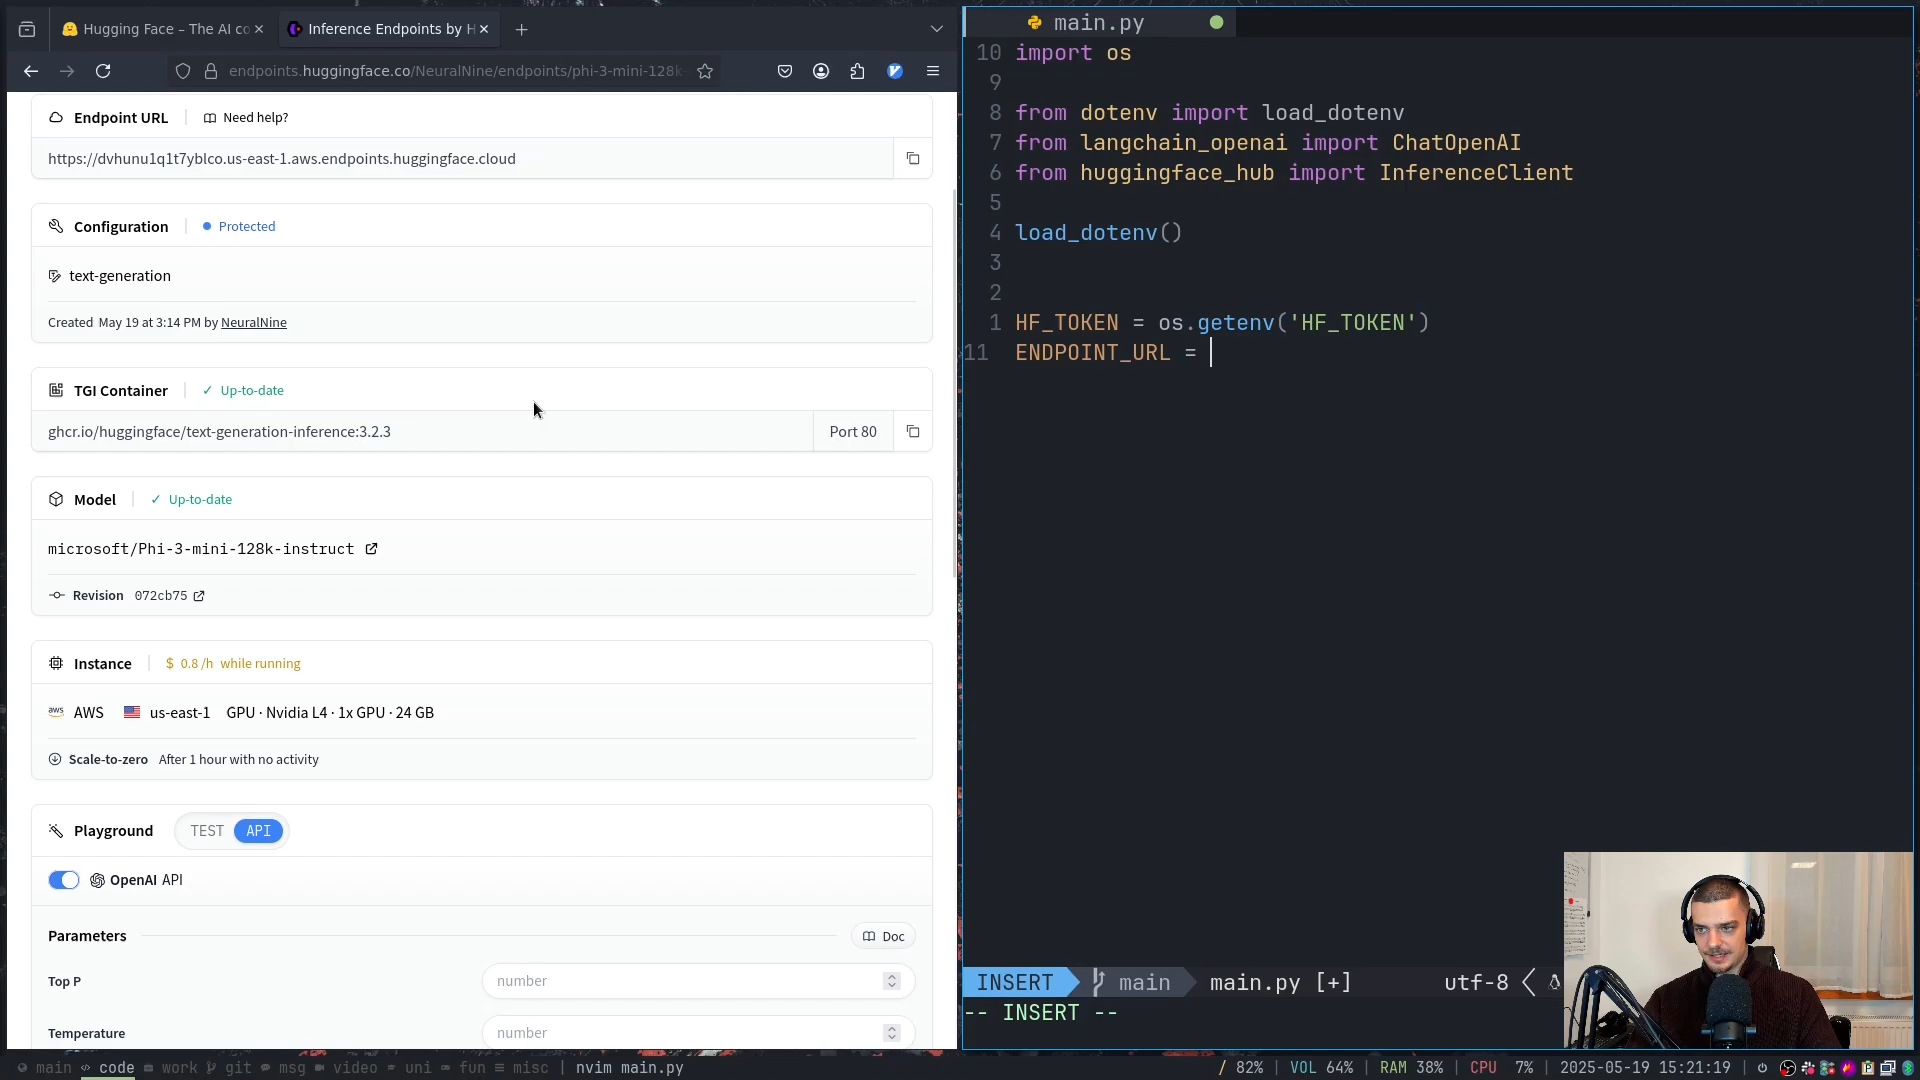 Hugging Face – The AI co
Inference Endpoints by H
endpoints.huggingface.co/NeuralNine/endpoints/phi-3-mini-128k-
Endpoint URL
Need help?
https://dvhunu1q1t7yblco.us-east-1.aws.endpoints.huggingface.cloud
Configuration
Protected
text-generation
Created May 19 at 3:14 PM by NeuralNine
TGI Container
✓ Up-to-date
ghcr.io/huggingface/text-generation-inference:3.2.3
Port 80
Model
✓ Up-to-date
microsoft/Phi-3-mini-128k-instruct
Revision 072cb75
Instance
$ 0.8 /h while running
aws AWS us-east-1 GPU · Nvidia L4 · 1x GPU · 24 GB
Scale-to-zero After 1 hour with no activity
Playground TEST API
OpenAI API
Parameters
Doc
Top P
number
Temperature
number
main.py
10 import os
9
8 from dotenv import load_dotenv
7 from langchain_openai import ChatOpenAI
6 from huggingface_hub import InferenceClient
5
4 load_dotenv()
3
2
1 HF_TOKEN = os.getenv('HF_TOKEN')
11 ENDPOINT_URL =
INSERT main main.py [+] utf-8
-- INSERT --
main code work git msg video uni fun misc | nvim main.py
/ 82% | VOL 64% | RAM 38% | CPU 7% | 2025-05-19 15:21:19 |